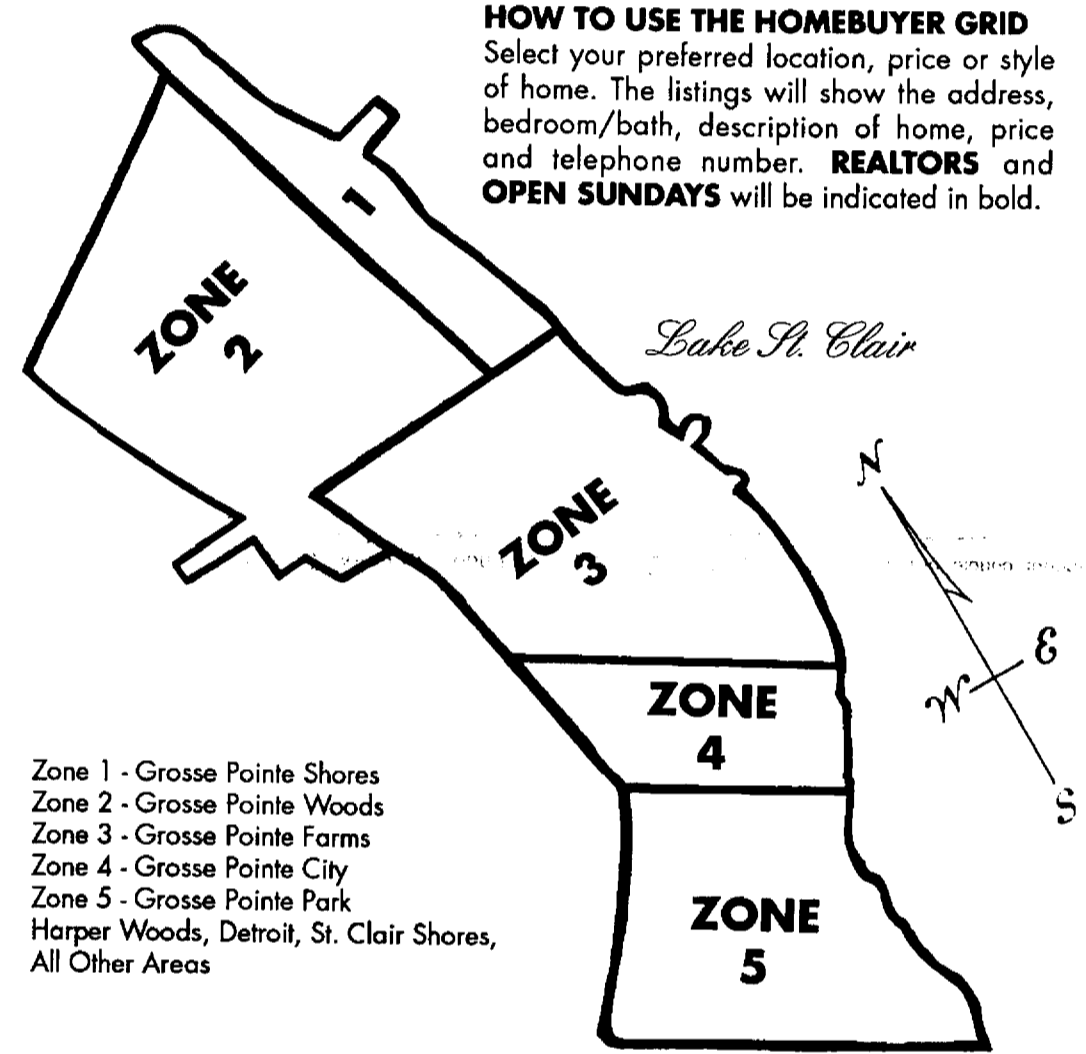 HOW TO USE THE HOMEBUYER GRID
Select your preferred location, price or style
of home. The listings will show the address,
bedroom/bath, description of home, price
and telephone number. REALTORS and
OPEN SUNDAYS will be indicated in bold.
1
ZONE
2
Lake St. Clair
ZONE
3
N
E
W
S
ZONE
4
Zone 1 - Grosse Pointe Shores
Zone 2 - Grosse Pointe Woods
Zone 3 - Grosse Pointe Farms
Zone 4 - Grosse Pointe City
Zone 5 - Grosse Pointe Park
Harper Woods, Detroit, St. Clair Shores,
All Other Areas
ZONE
5